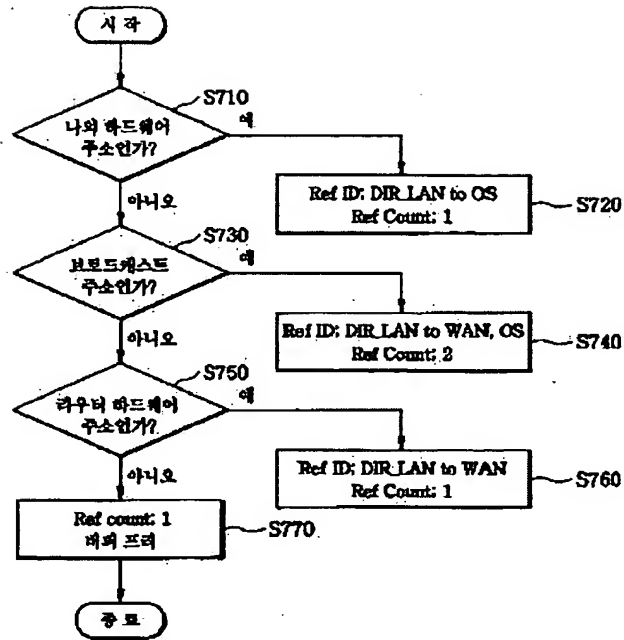 시 작
S710
나의 하드웨어
주소인가?
예
Ref ID: DIR_LAN to OS
Ref Count: 1
S720
아니오
S730
브로드캐스트
주소인가?
예
Ref ID: DIR_LAN to WAN, OS
Ref Count: 2
S740
아니오
S750
라우터 하드웨어
주소인가?
예
Ref ID: DIR_LAN to WAN
Ref Count: 1
S760
아니오
Ref count: 1
버퍼 프리
S770
종 료